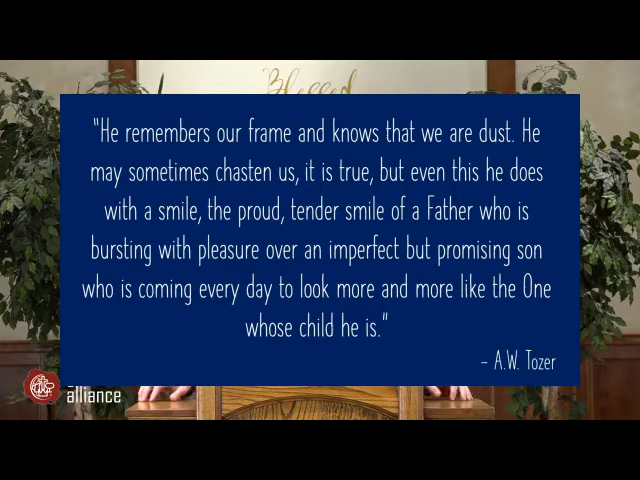 Blessed
"He remembers our frame and knows that we are dust. He
may sometimes chasten us, it is true, but even this he does
with a smile, the proud, tender smile of a Father who is
bursting with pleasure over an imperfect but promising son
who is coming every day to look more and more like the One
whose child he is."
- A.W. Tozer
alliance